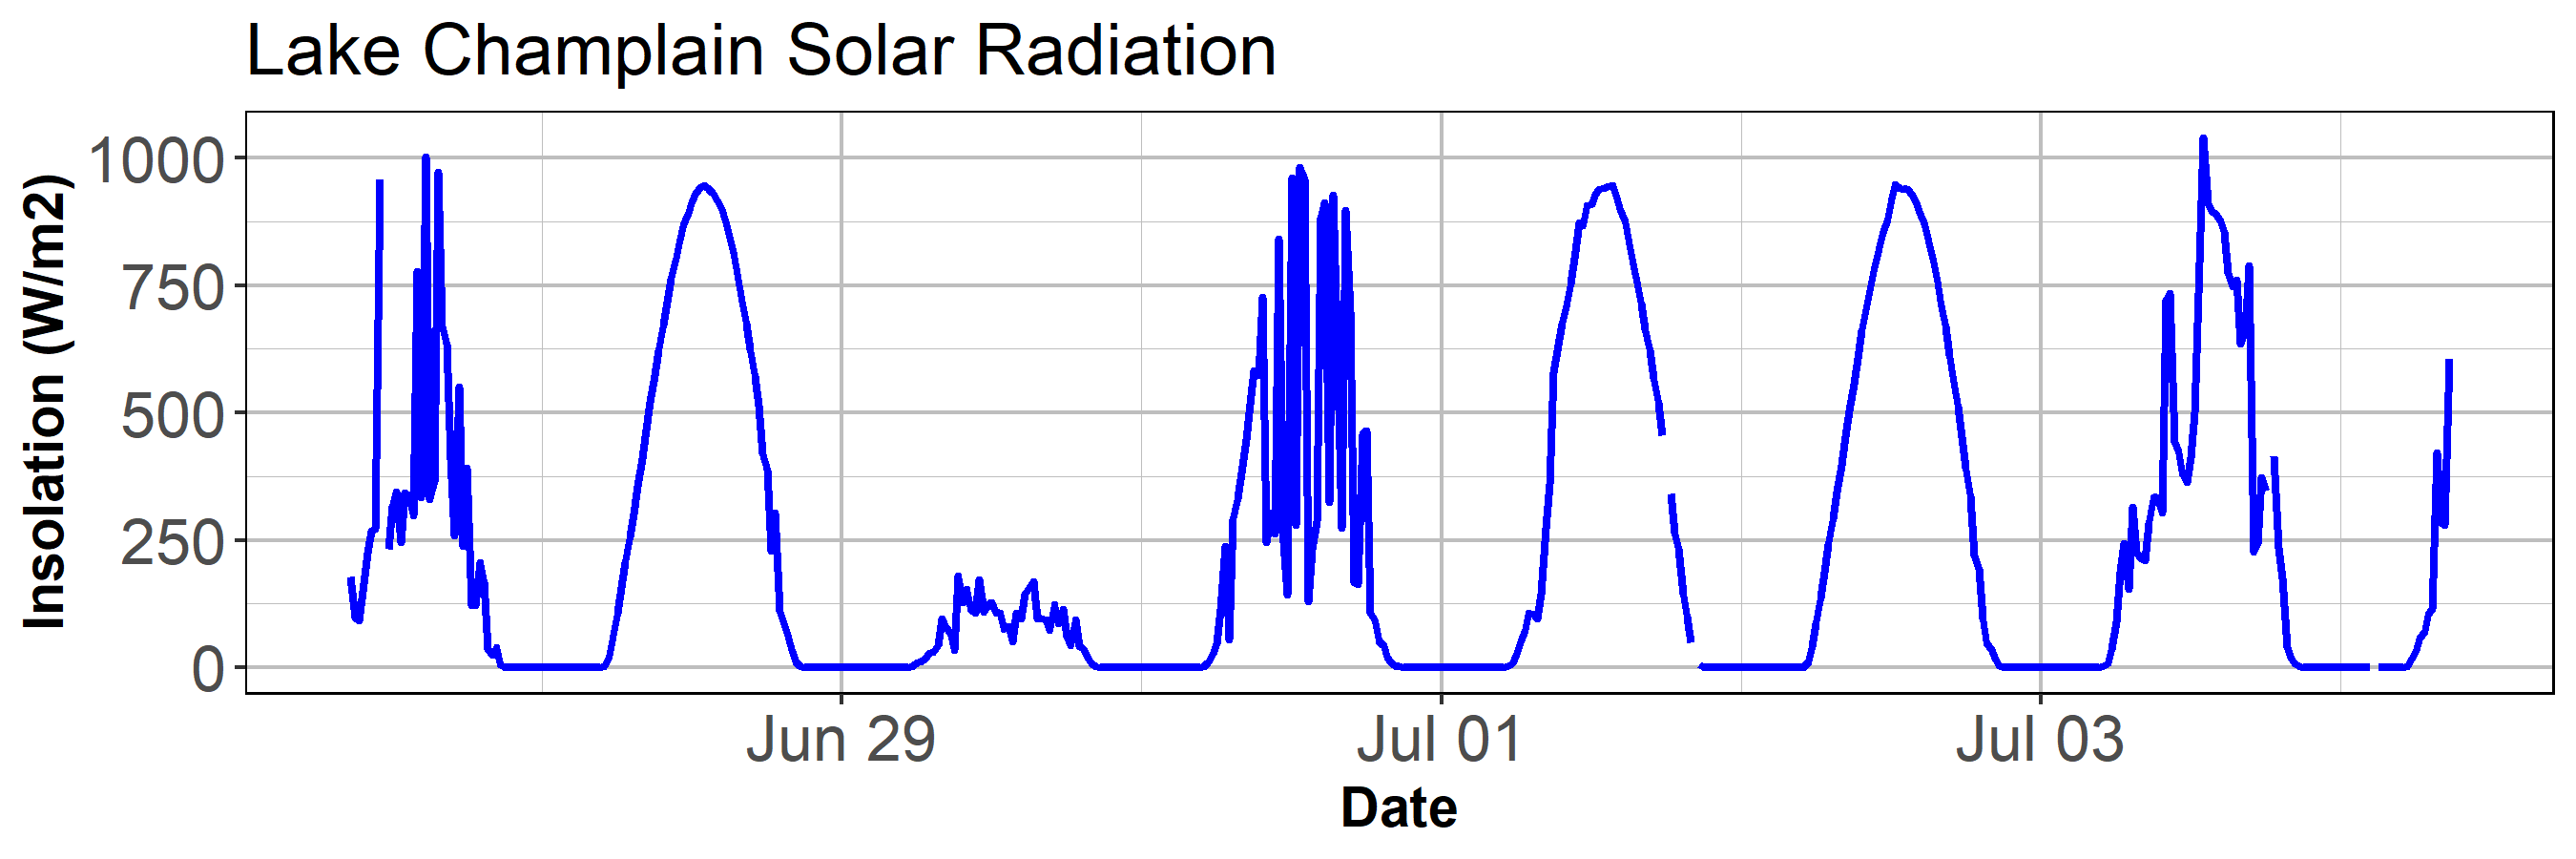 Lake Champlain Solar Radiation
Insolation (W/m2)
1000
750
500
250
0
Jun 29 Jul 01 Jul 03
Date